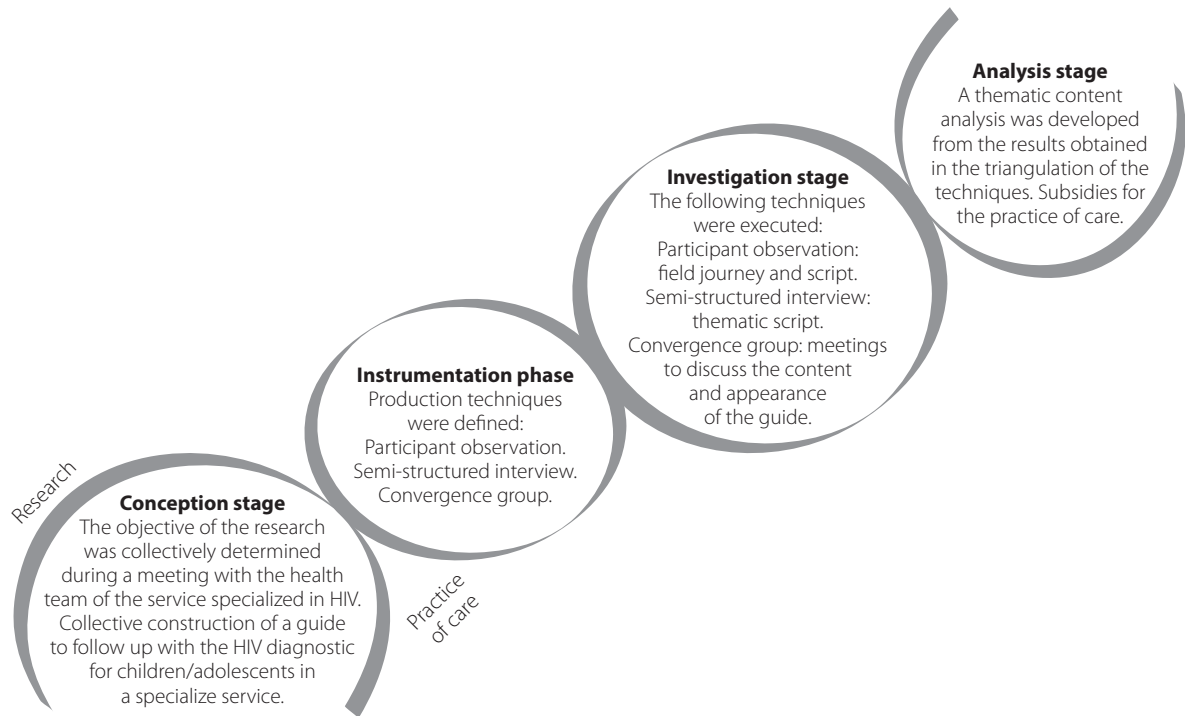 Research
Conception stage
The objective of the research
was collectively determined
during a meeting with the health
team of the service specialized in HIV.
Collective construction of a guide
to follow up with the HIV diagnostic
for children/adolescents in
a specialize service.
Practice
of care
Instrumentation phase
Production techniques
were defined:
Participant observation.
Semi-structured interview.
Convergence group.
Investigation stage
The following techniques
were executed:
Participant observation:
field journey and script.
Semi-structured interview:
thematic script.
Convergence group: meetings
to discuss the content
and appearance
of the guide.
Analysis stage
A thematic content
analysis was developed
from the results obtained
in the triangulation of the
techniques. Subsidies for
the practice of care.